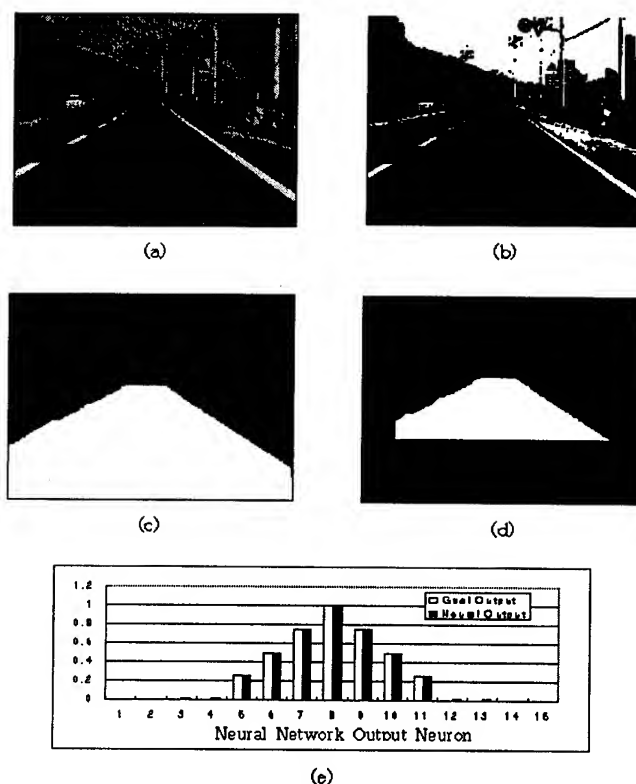 (a)
(b)
(c)
(d)
1.2
1
0.8
0.6
0.4
0.2
0
Goal Output
Neural Output
1 2 3 4 5 6 7 8 9 10 11 12 13 14 15
Neural Network Output Neuron
(e)